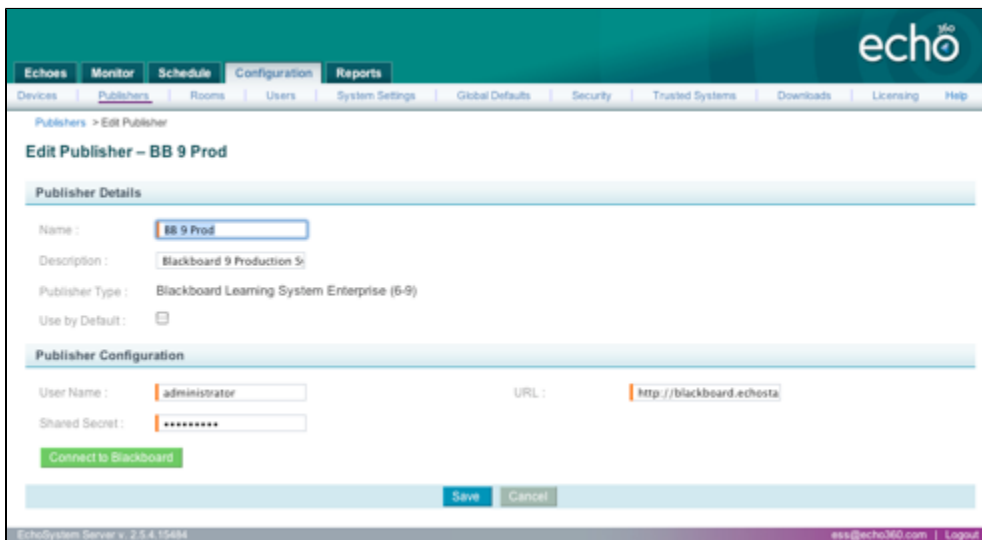 echo360
Echoes Monitor Schedule Configuration Reports
Devices | Publishers | Rooms | Users | System Settings | Global Defaults | Security | Trusted Systems | Downloads | Licensing Help
Publishers > Edit Publisher
Edit Publisher – BB 9 Prod
Publisher Details
Name : BB 9 Prod
Description : Blackboard 9 Production S
Publisher Type : Blackboard Learning System Enterprise (6-9)
Use by Default :
Publisher Configuration
User Name : administrator URL : http://blackboard.echosta
Shared Secret : •••••••••
Connect to Blackboard
Save Cancel
EchoSystem Server v. 2.5.4.15484 ess@echo360.com | Logout